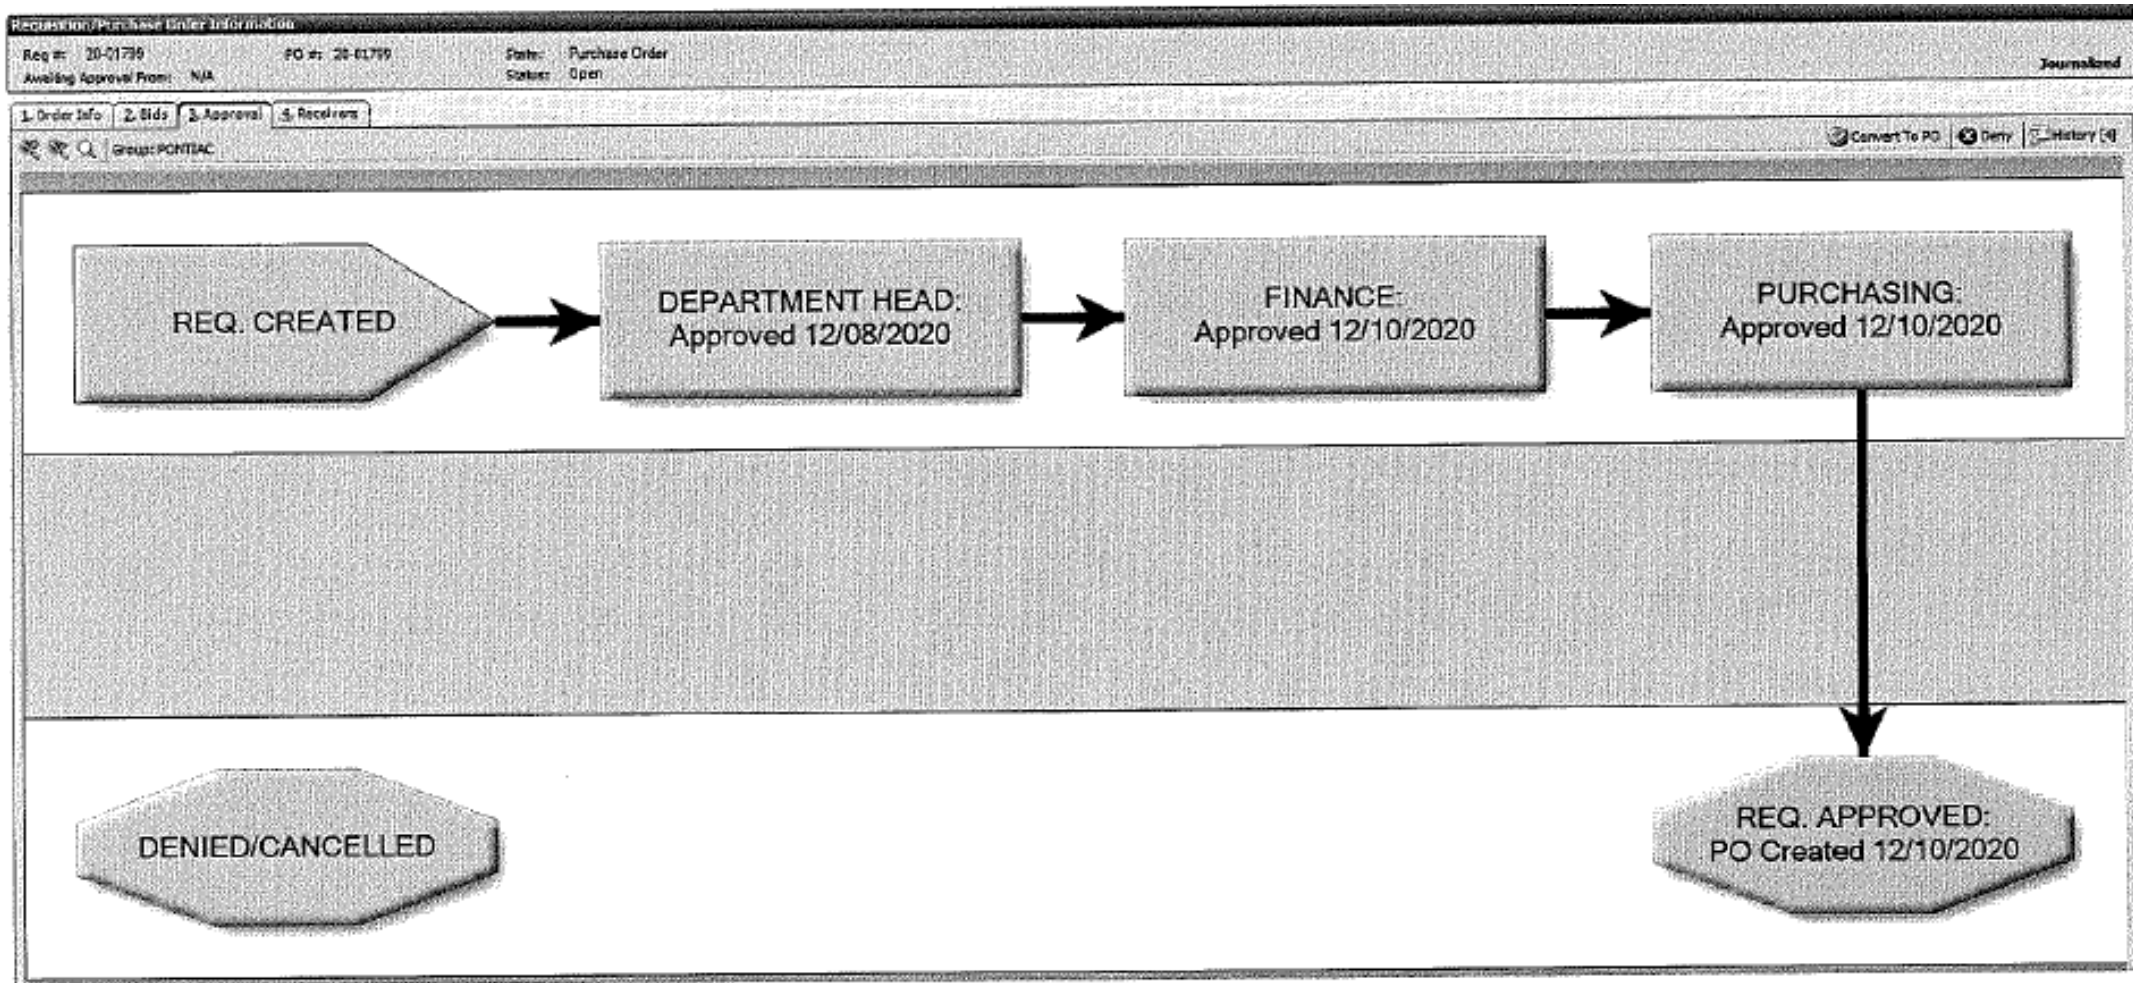 Requisition/Purchase Order Information
Req #: 20-01799 PO #: 20-01799 State: Purchase Order
Awaiting Approval From: N/A Status: Open Journalized
1. Order Info 2. Bids 3. Approval 4. Receivers
Group: PONTIAC Convert To PO Deny History [4]
REQ. CREATED
DEPARTMENT HEAD:
Approved 12/08/2020
FINANCE:
Approved 12/10/2020
PURCHASING:
Approved 12/10/2020
DENIED/CANCELLED
REQ. APPROVED:
PO Created 12/10/2020